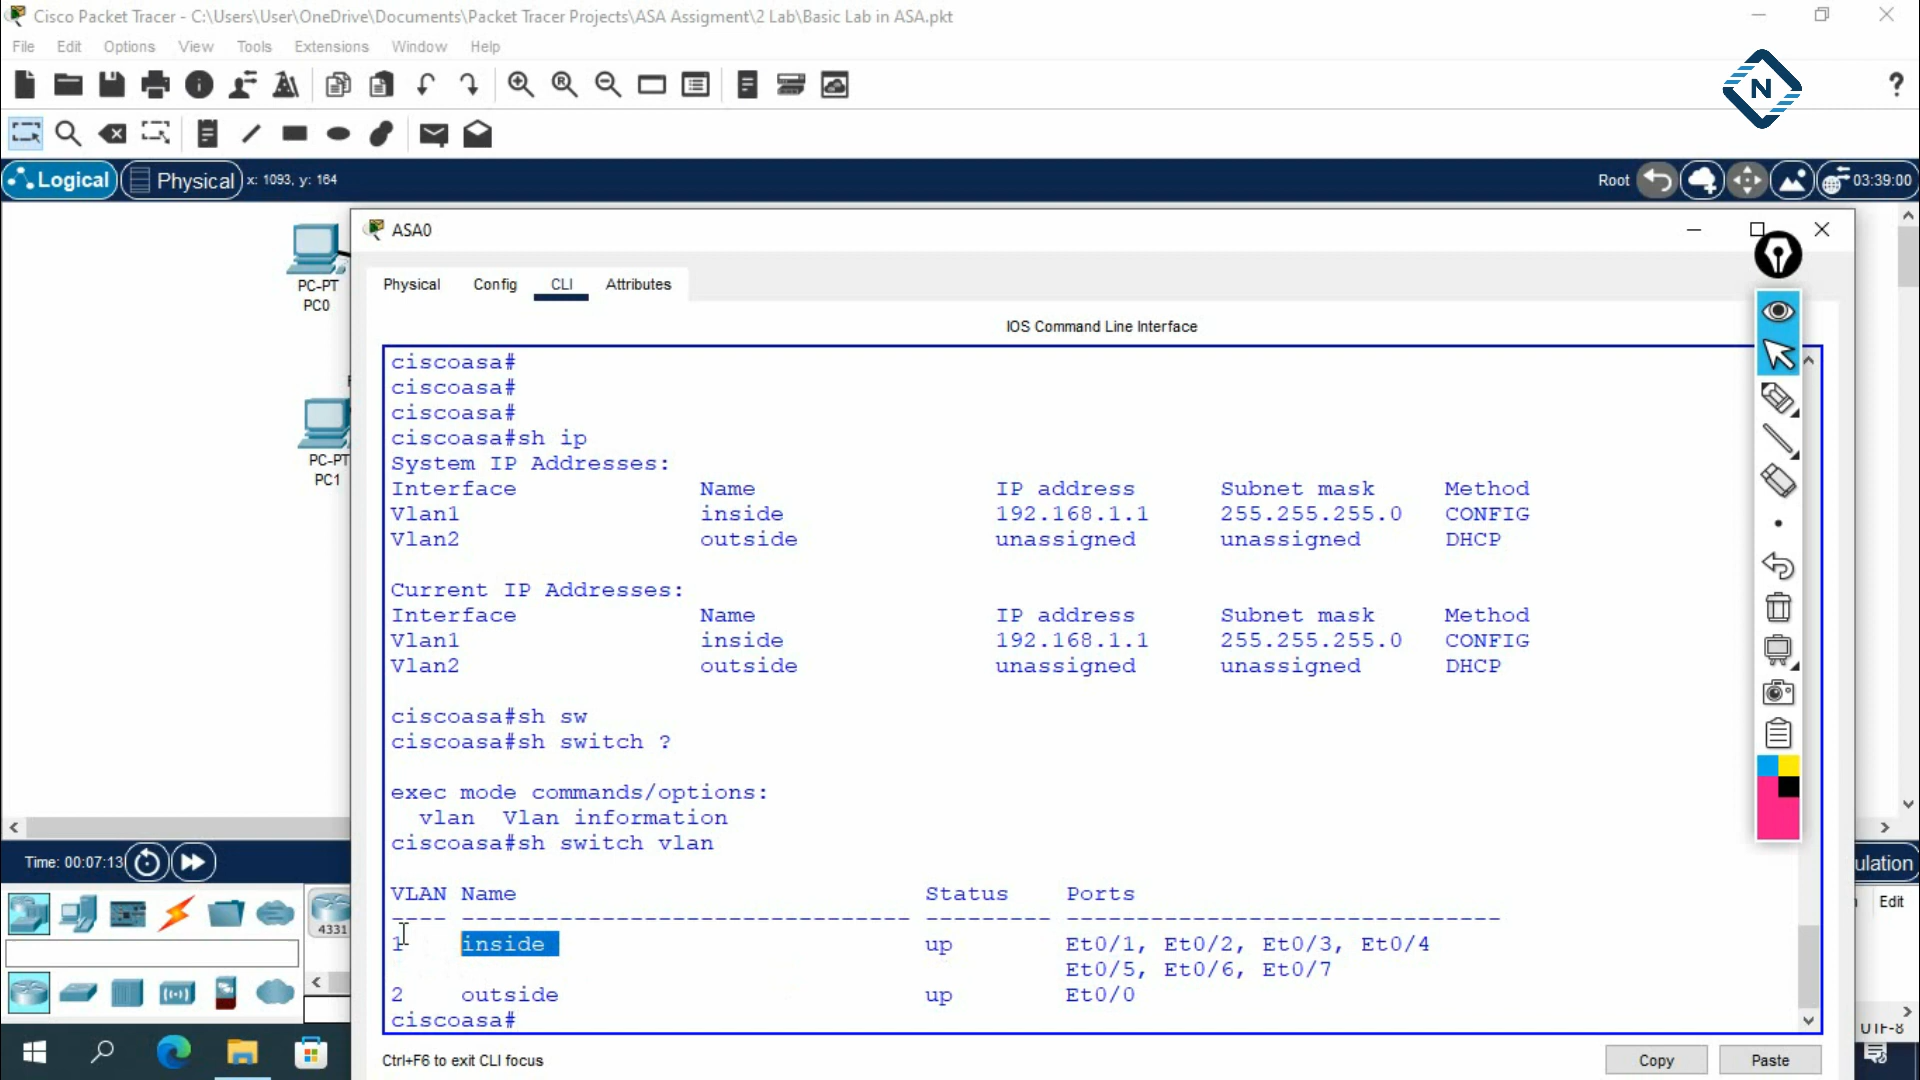 Cisco Packet Tracer - C:\Users\User\OneDrive\Documents\Packet Tracer Projects\ASA Assigment\2 Lab\Basic Lab in ASA.pkt
File Edit Options View Tools Extensions Window Help
N
?
Logical Physical x: 1093, y: 164 Root 03:39:00
ASA0
PC-PT
PC0
PC-PT
PC1
Physical Config CLI Attributes
IOS Command Line Interface
ciscoasa#
ciscoasa#
ciscoasa#
ciscoasa#sh ip
System IP Addresses:
Interface Name IP address Subnet mask Method
Vlan1 inside 192.168.1.1 255.255.255.0 CONFIG
Vlan2 outside unassigned unassigned DHCP
Current IP Addresses:
Interface Name IP address Subnet mask Method
Vlan1 inside 192.168.1.1 255.255.255.0 CONFIG
Vlan2 outside unassigned unassigned DHCP
ciscoasa#sh sw
ciscoasa#sh switch ?
exec mode commands/options:
vlan Vlan information
ciscoasa#sh switch vlan
VLAN Name Status Ports
---- -------------------------------- --------- -------------------------------
1 inside up Et0/1, Et0/2, Et0/3, Et0/4
Et0/5, Et0/6, Et0/7
2 outside up Et0/0
ciscoasa#
Ctrl+F6 to exit CLI focus
Copy Paste
Time: 00:07:13
ulation
Edit
4331